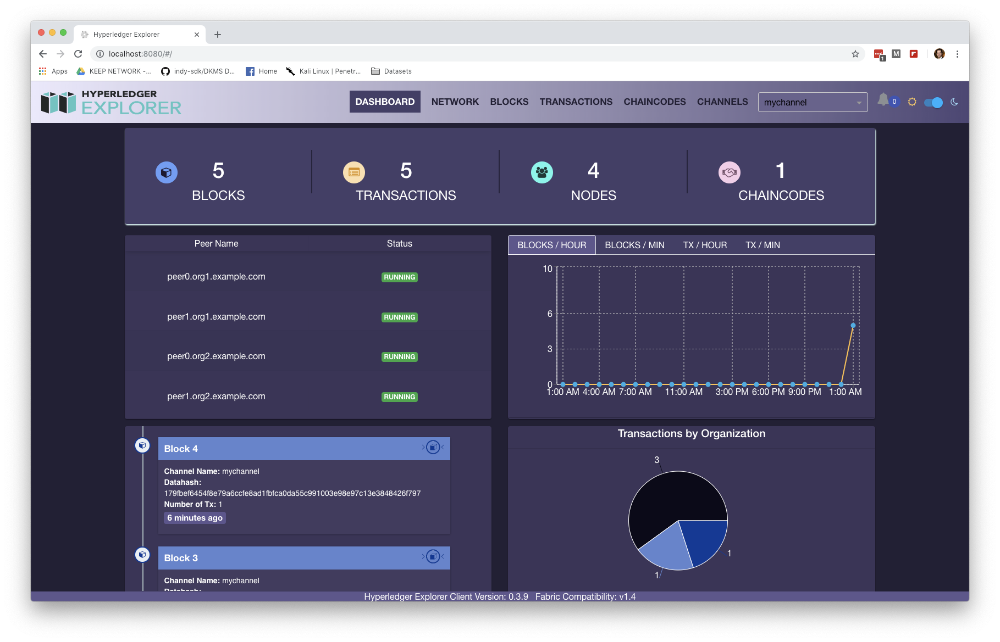 Hyperledger Explorer
localhost:8080/#/
1
M
Apps
KEEP NETWORK -...
indy-sdk/DKMS D...
Home
Kali Linux | Penetr...
Datasets
HYPERLEDGER
EXPLORER
DASHBOARD
NETWORK
BLOCKS
TRANSACTIONS
CHAINCODES
CHANNELS
mychannel
0
5
BLOCKS
5
TRANSACTIONS
4
NODES
1
CHAINCODES
Peer Name Status
peer0.org1.example.com RUNNING
peer1.org1.example.com RUNNING
peer0.org2.example.com RUNNING
peer1.org2.example.com RUNNING
BLOCKS / HOUR BLOCKS / MIN TX / HOUR TX / MIN
10
6
3
0
1:00 AM 4:00 AM 7:00 AM 11:00 AM 3:00 PM 6:00 PM 9:00 PM 1:00 AM
Block 4
Channel Name: mychannel
Datahash:
179fbef6454f8e79a6ccfe8ad1fbfca0da55c991003e98e97c13e3848426f797
Number of Tx: 1
6 minutes ago
Block 3
Channel Name: mychannel
Datahash:
Transactions by Organization
3
1
1
Hyperledger Explorer Client Version: 0.3.9 Fabric Compatibility: v1.4